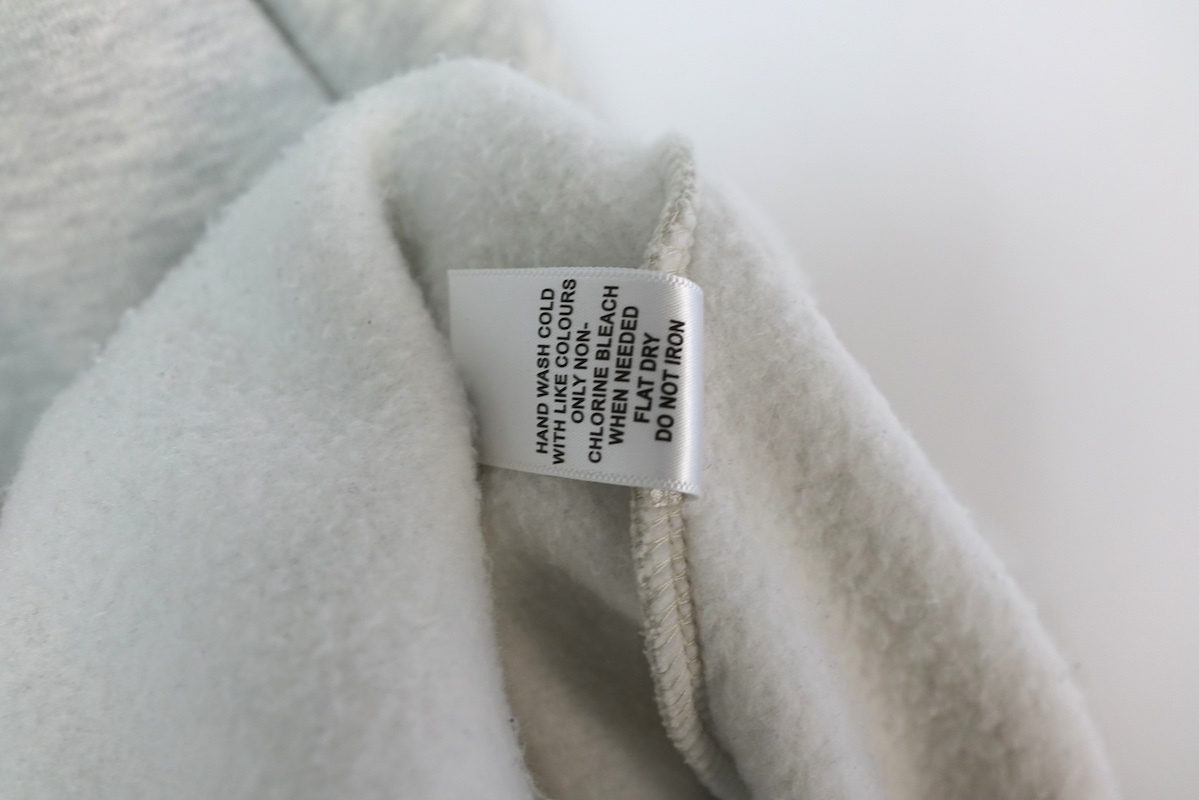 HAND WASH COLD
WITH LIKE COLOURS
ONLY NON-
CHLORINE BLEACH
WHEN NEEDED
FLAT DRY
DO NOT IRON